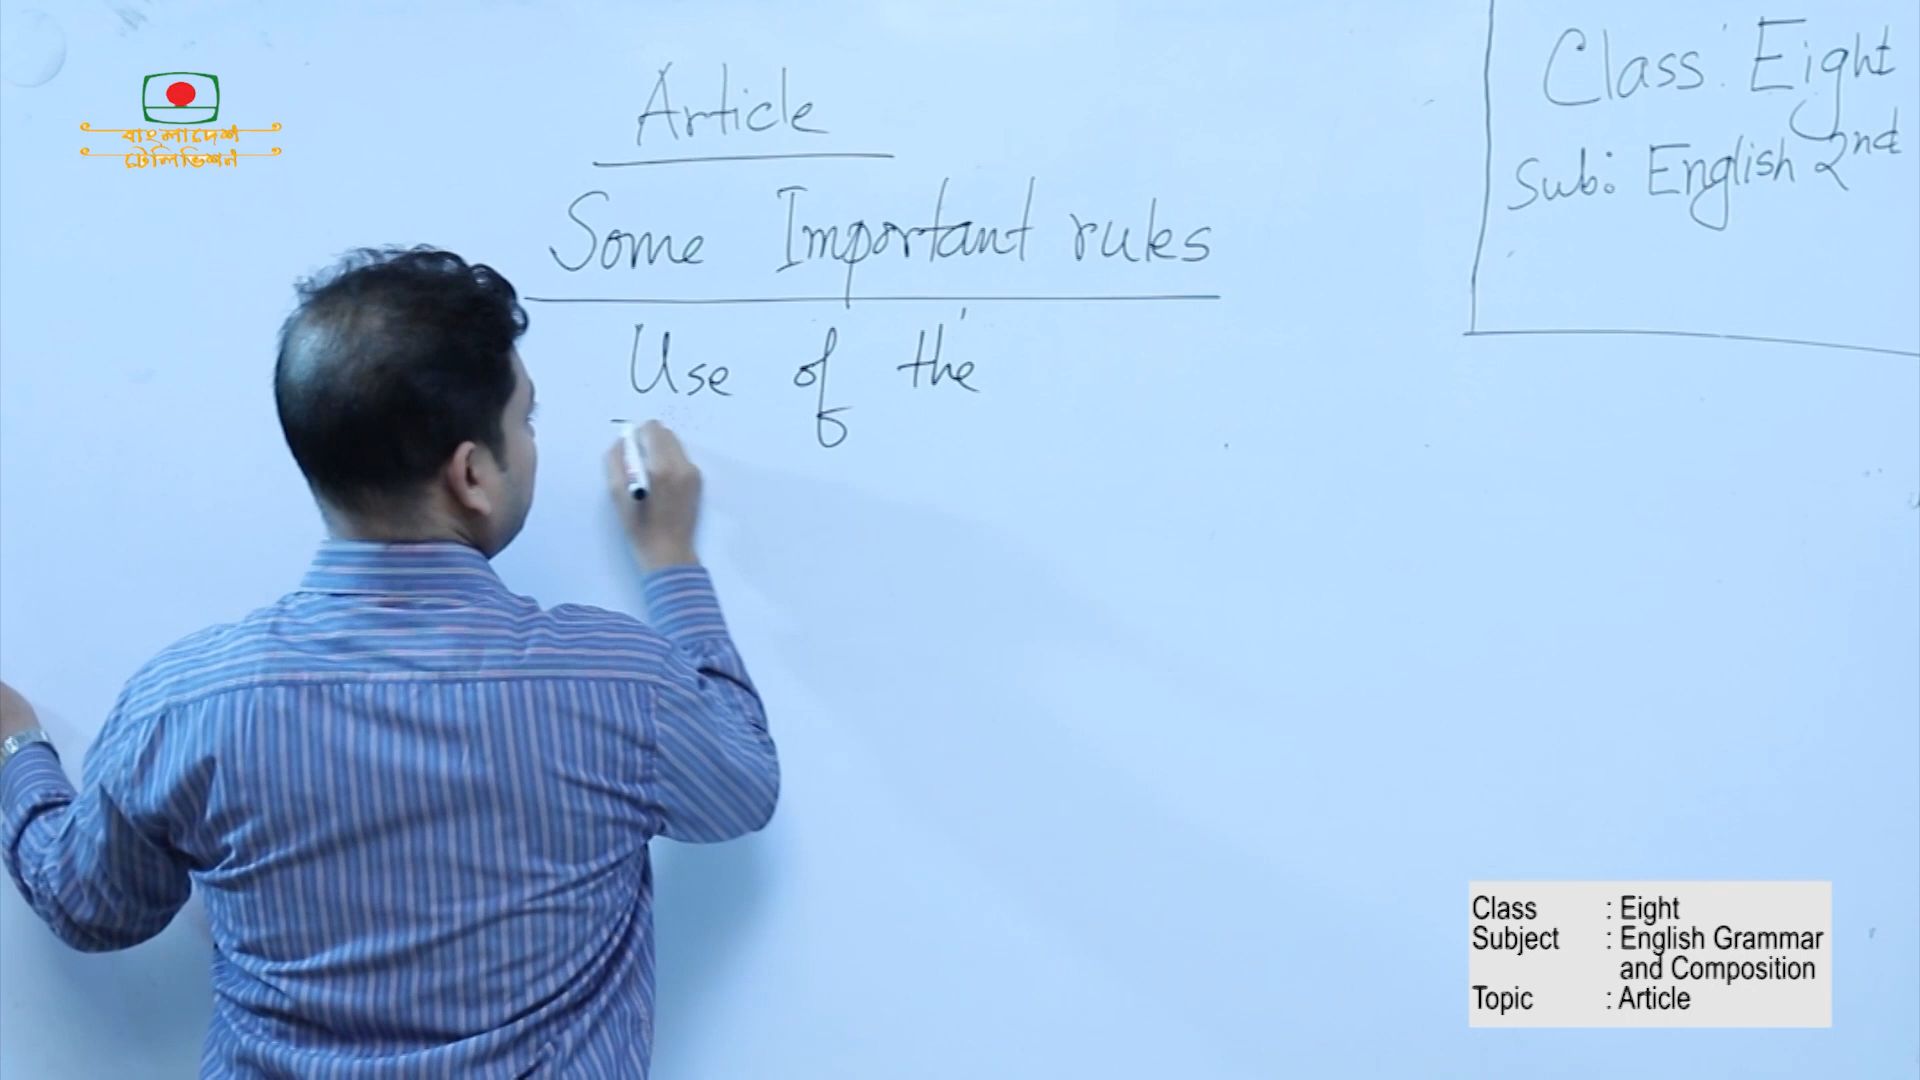 বাংলাদেশ
টেলিভিশন
Article
Some Important rules
Use of the
Class: Eight
Sub: English 2nd
Class : Eight
Subject : English Grammar
and Composition
Topic : Article